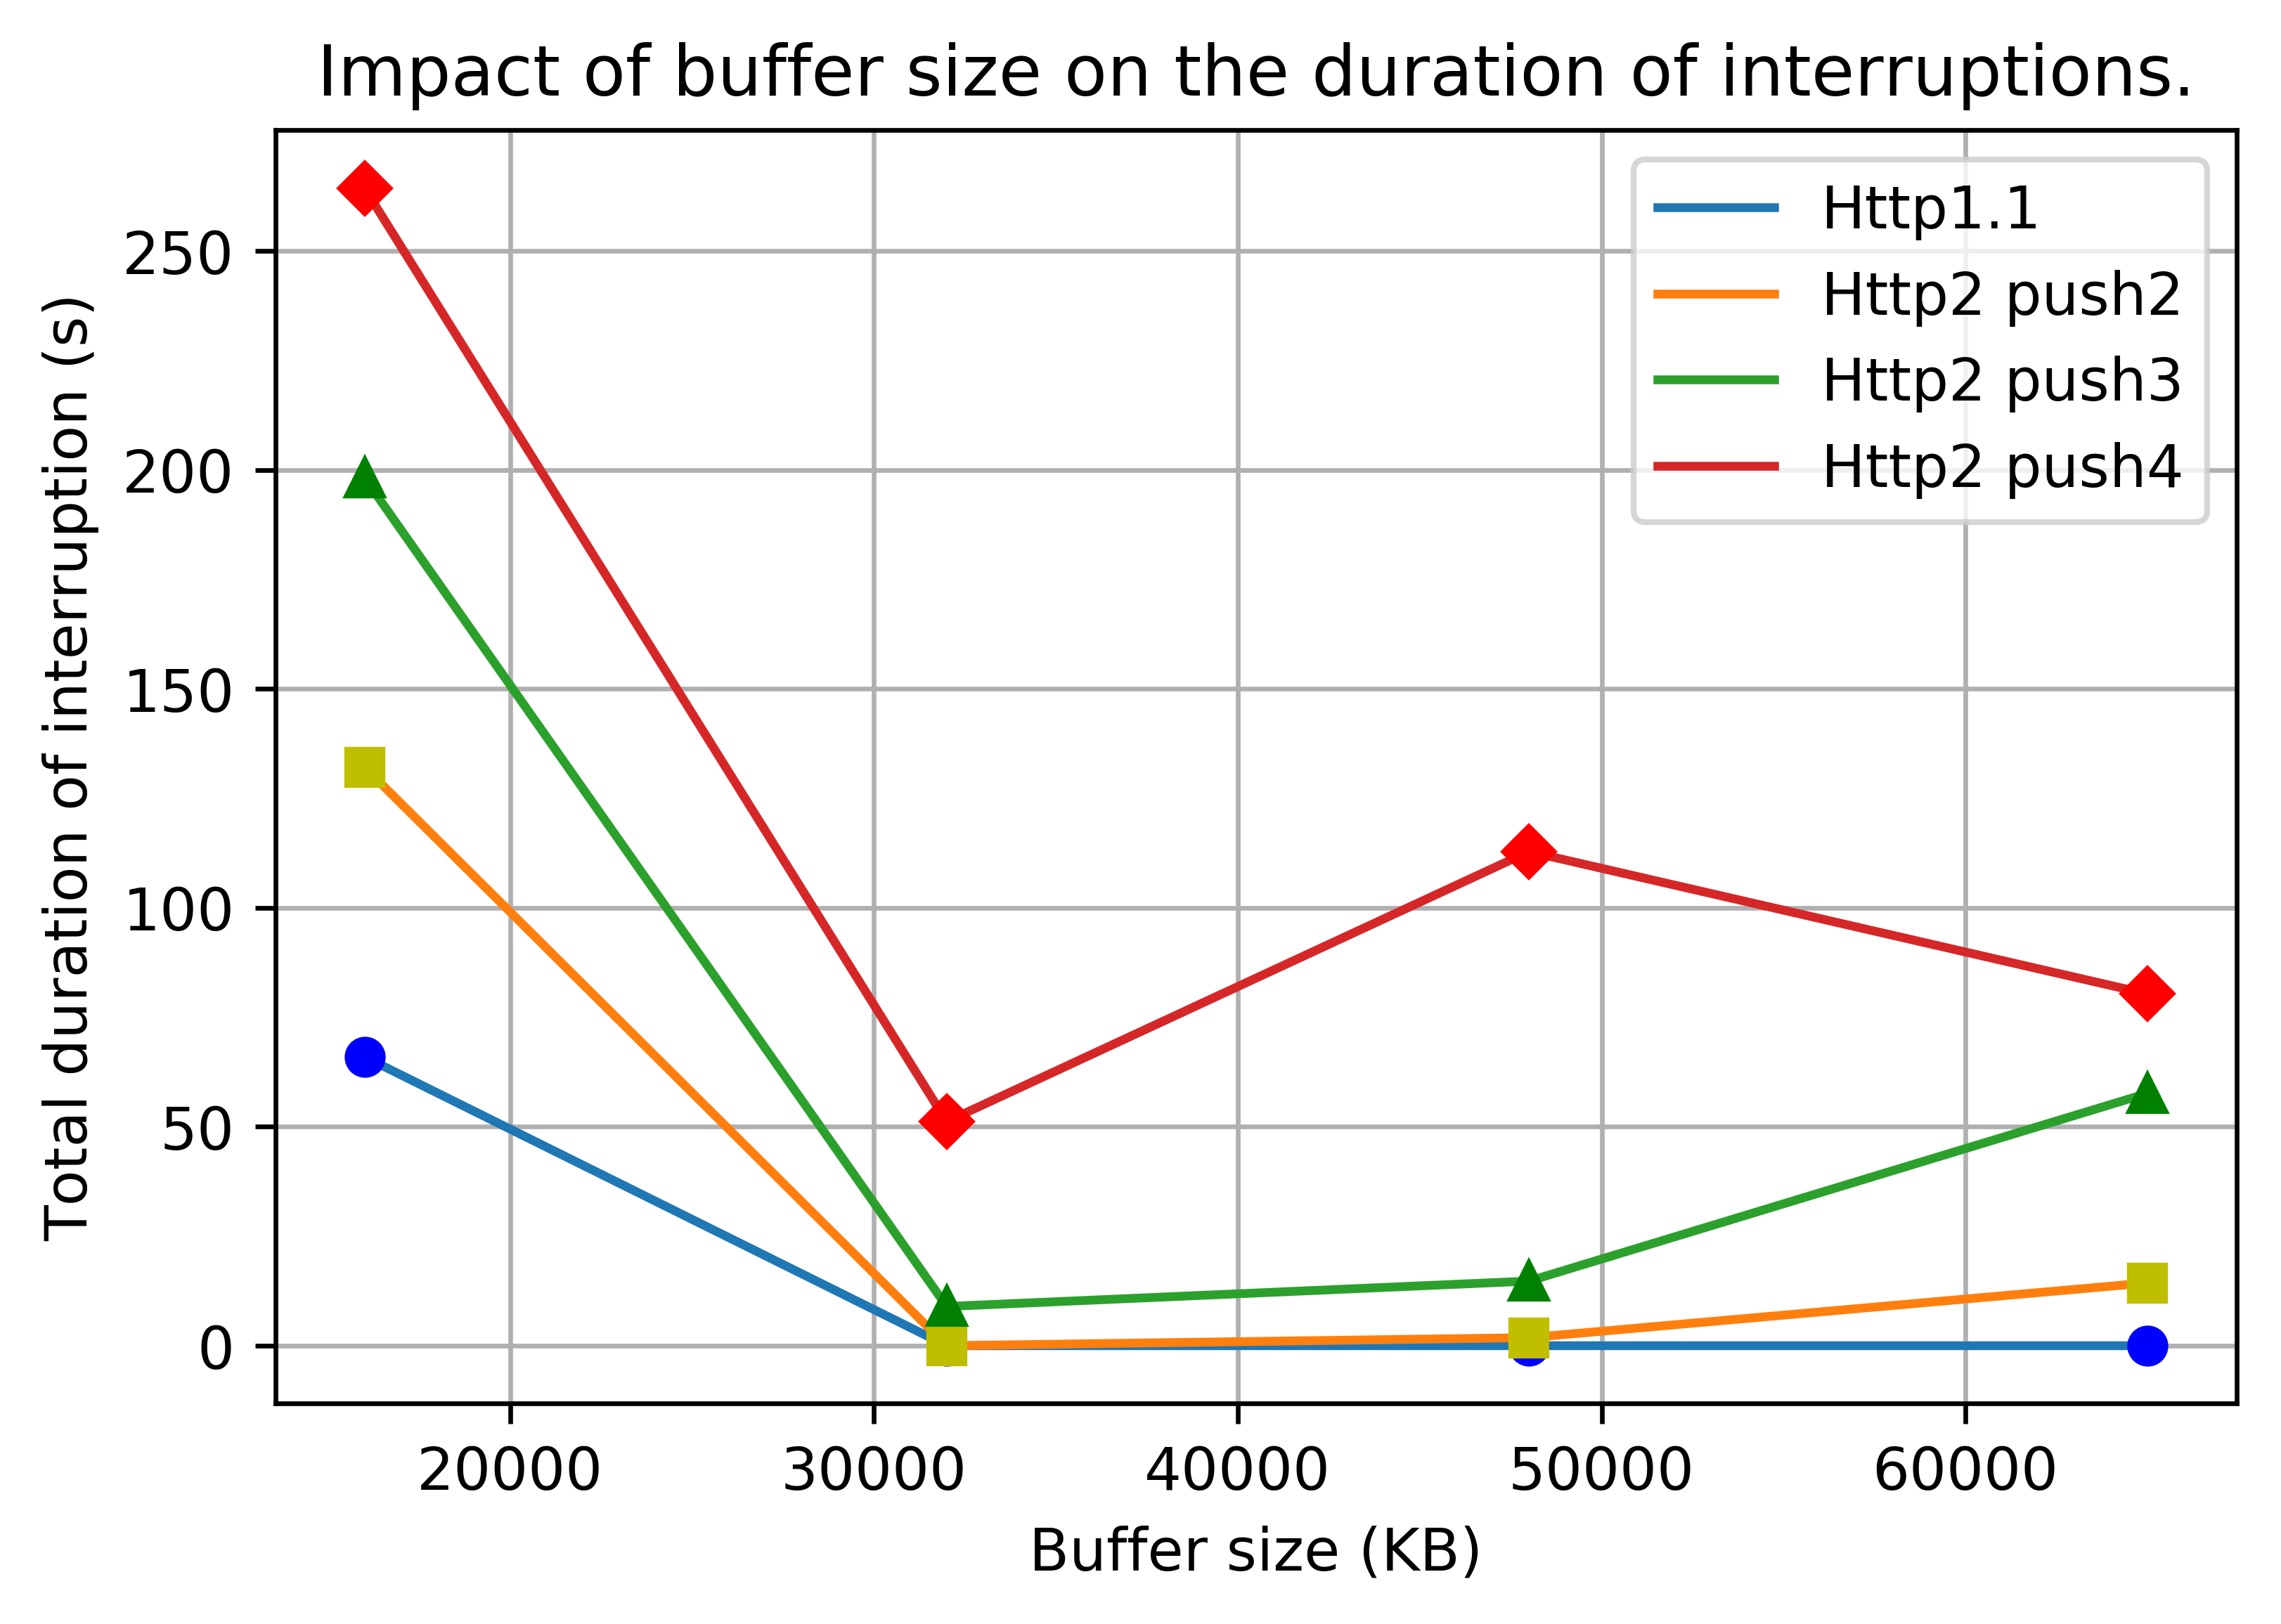 Impact of buffer size on the duration of interruptions.
Total duration of interruption (s)
250
200
150
100
50
0
Http1.1
Http2 push2
Http2 push3
Http2 push4
20000 30000 40000 50000 60000
Buffer size (KB)